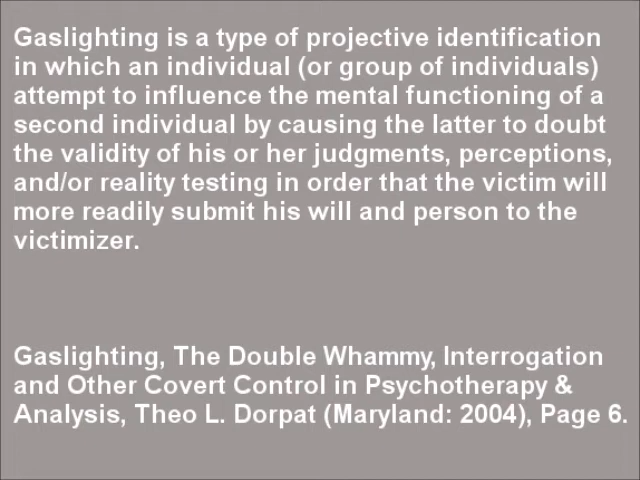 Gaslighting is a type of projective identification
in which an individual (or group of individuals)
attempt to influence the mental functioning of a
second individual by causing the latter to doubt
the validity of his or her judgments, perceptions,
and/or reality testing in order that the victim will
more readily submit his will and person to the
victimizer.
Gaslighting, The Double Whammy, Interrogation
and Other Covert Control in Psychotherapy &
Analysis, Theo L. Dorpat (Maryland: 2004), Page 6.